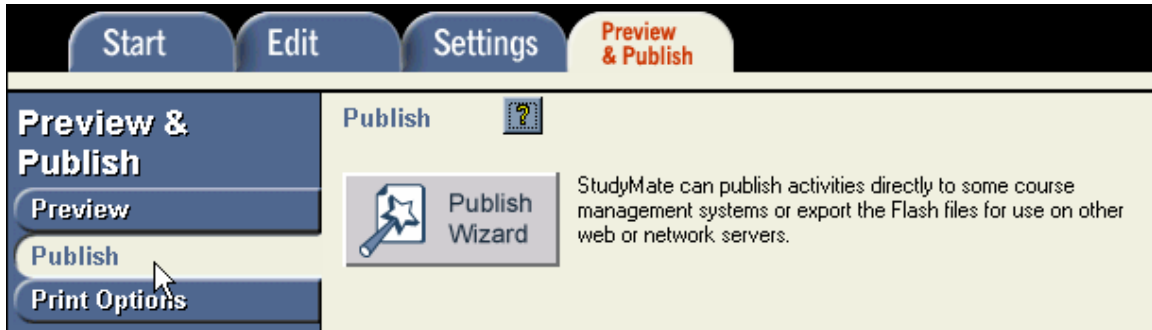 Start Edit Settings Preview
& Publish
Preview &
Publish
Preview
Publish
Print Options
Publish ?
Publish
Wizard
StudyMate can publish activities directly to some course
management systems or export the Flash files for use on other
web or network servers.